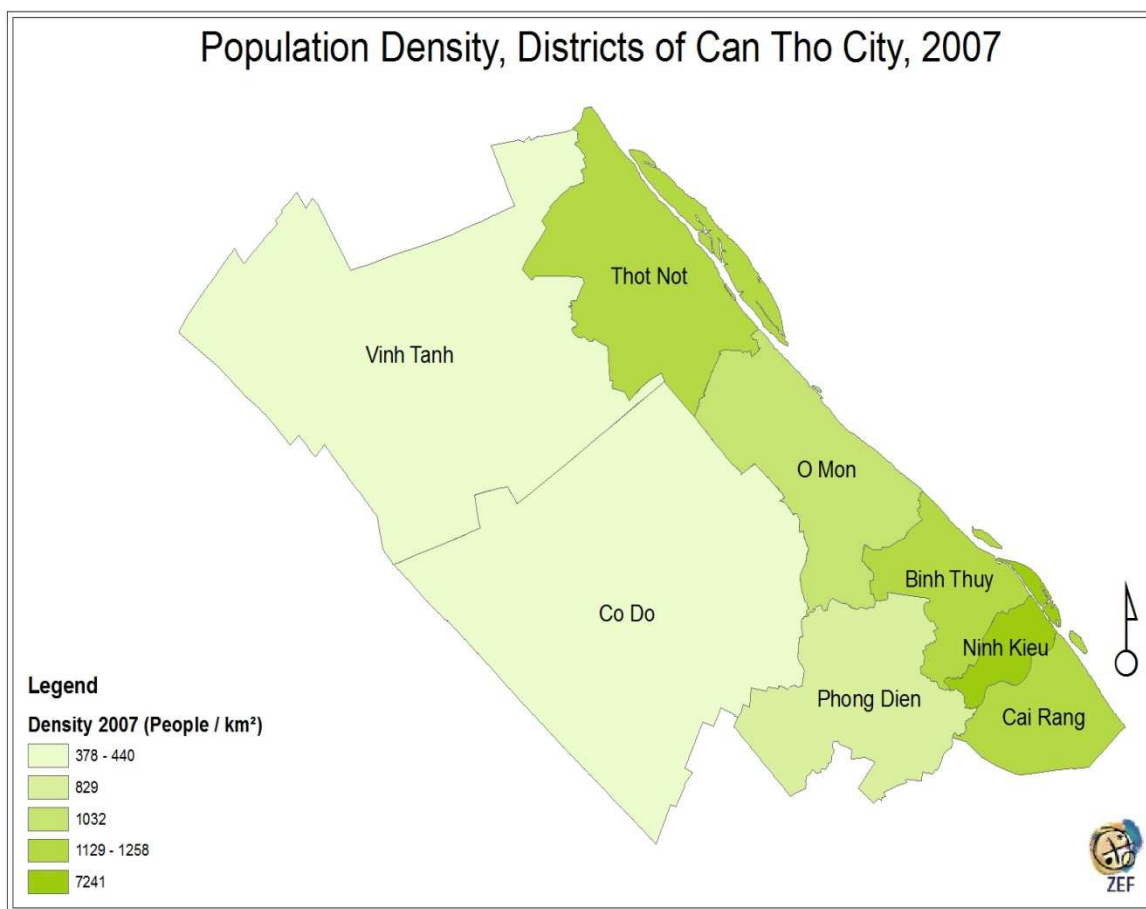 Population Density, Districts of Can Tho City, 2007
Thot Not
Vinh Tanh
O Mon
Binh Thuy
Co Do
Ninh Kieu
Phong Dien
Cai Rang
Legend
Density 2007 (People / km²)
378 - 440
829
1032
1129 - 1258
7241
ZEF